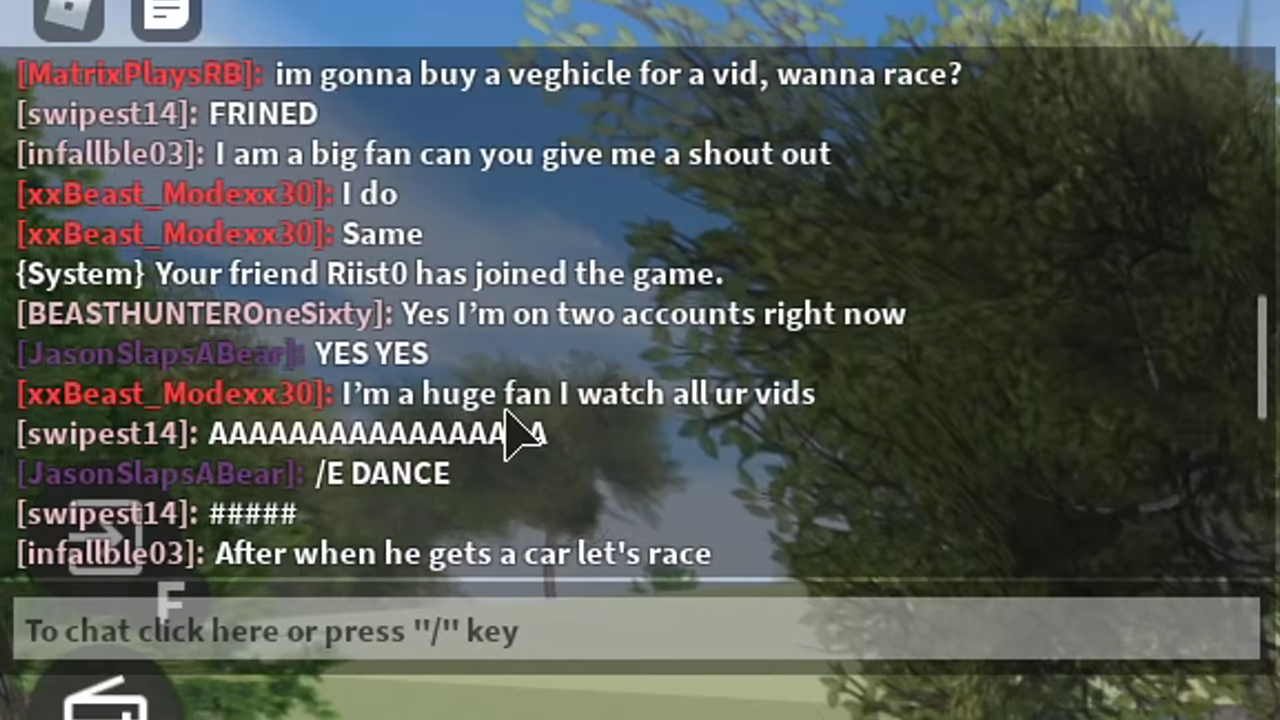 [MatrixPlaysRB]: im gonna buy a veghicle for a vid, wanna race?
[swipest14]: FRINED
[infallble03]: I am a big fan can you give me a shout out
[xxBeast_Modexx30]: I do
[xxBeast_Modexx30]: Same
{System} Your friend Riist0 has joined the game.
[BEASTHUNTEROneSixty]: Yes I’m on two accounts right now
[JasonSlapsABear]: YES YES
[xxBeast_Modexx30]: I’m a huge fan I watch all ur vids
[swipest14]:
[JasonSlapsABear]: /E DANCE
[swipest14]: #####
[infallble03]: After when he gets a car let's race
F
To chat click here or press "/" key